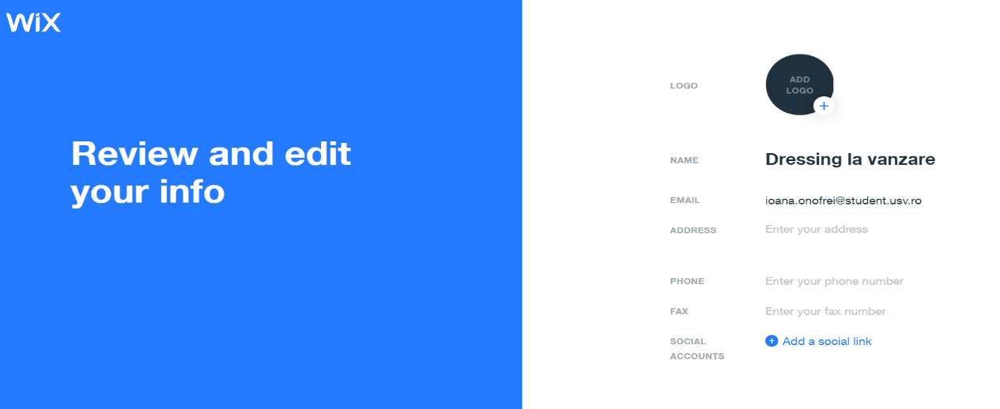 WiX
Review and edit
your info
LOGO
ADD
LOGO
NAME
Dressing la vanzare
EMAIL
ioana.onofrei@student.usv.ro
ADDRESS
Enter your address
PHONE
Enter your phone number
FAX
Enter your fax number
SOCIAL
ACCOUNTS
Add a social link